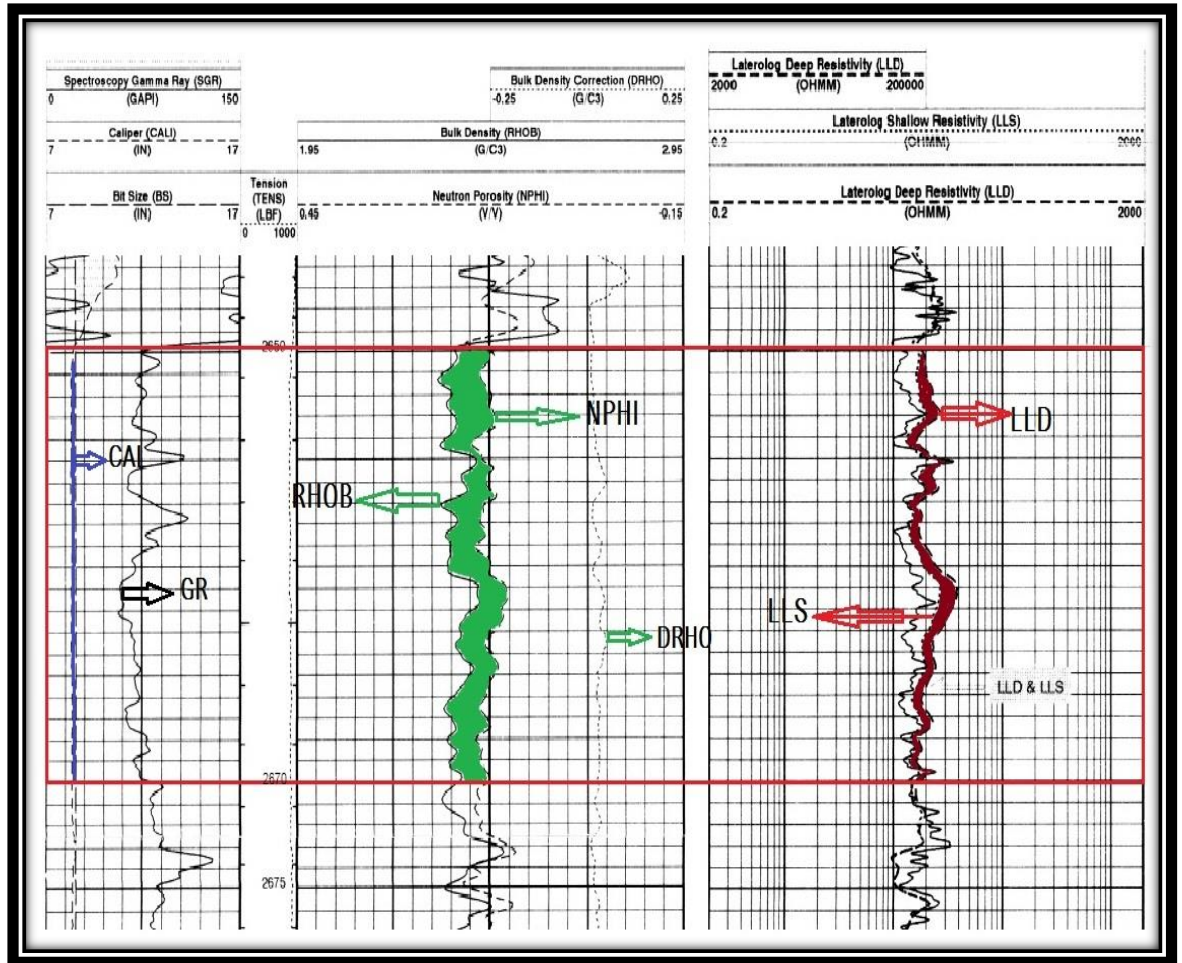 Spectroscopy Gamma Ray (SGR)
0 (GAPI) 150
Caliper (CALI)
7 (IN) 17
Bit Size (BS)
7 (IN) 17
Tension
(TENS)
(LBF)
0 1000
Bulk Density Correction (DRHO)
-0.25 (G/C3) 0.25
Bulk Density (RHOB)
1.95 (G/C3) 2.95
Neutron Porosity (NPHI)
0.45 (V/V) -0.15
Laterolog Deep Resistivity (LLD)
2000 (OHMM) 200000
Laterolog Shallow Resistivity (LLS)
0.2 (OHMM) 2000
Laterolog Deep Resistivity (LLD)
0.2 (OHMM) 2000
2650
NPHI
LLD
CAL
RHOB
GR
LLS
DRHO
LLD & LLS
2670
2675